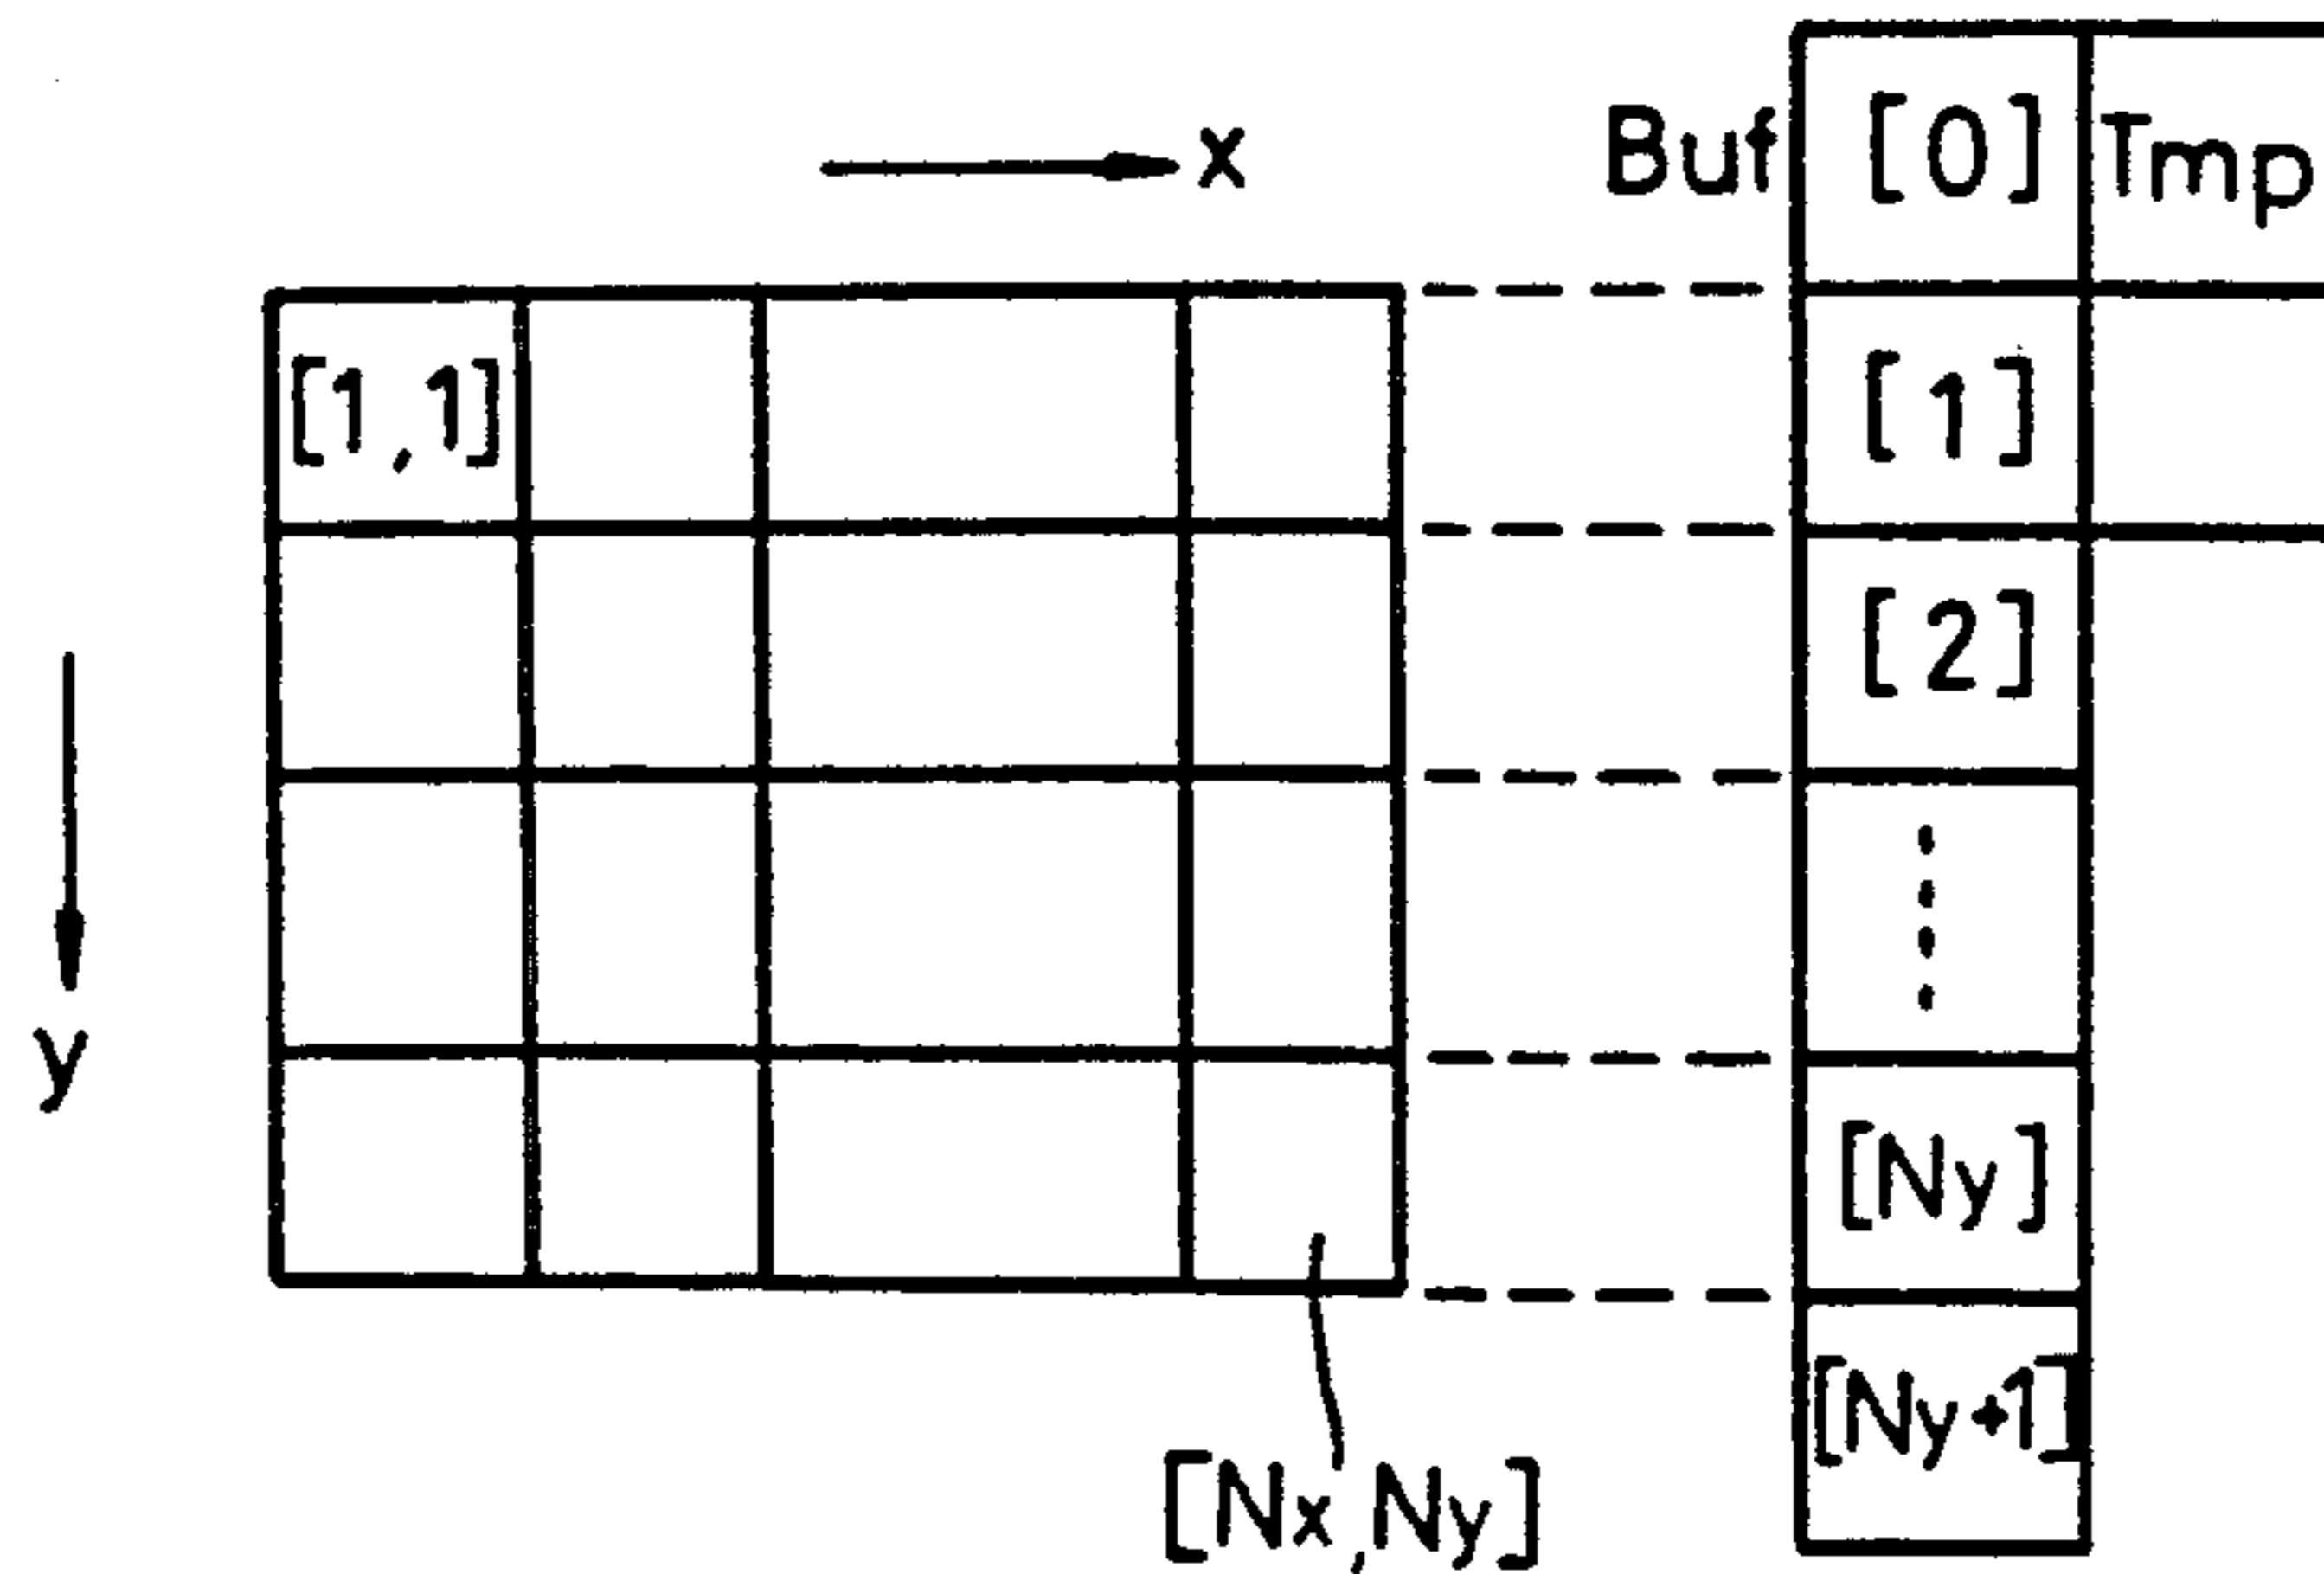 x
Buf [0] Tmp
[1,1]
[1]
[2]
y
[Ny]
[Ny+1]
[Nx,Ny]